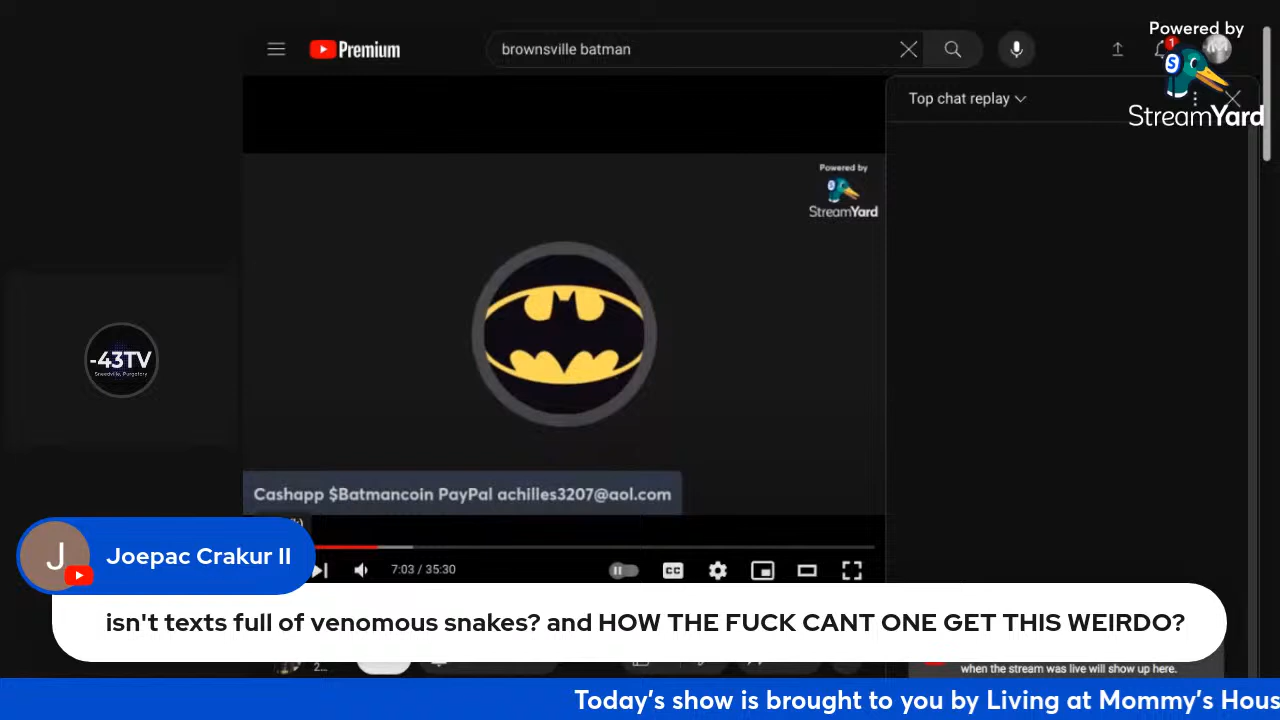 Powered by
StreamYard
Premium
brownsville batman
1
Top chat replay
Powered by
StreamYard
-43TV
Cashapp $Batmancoin PayPal achilles3207@aol.com
J
Joepac Crakur II
7:03 / 35:30
CC
isn't texts full of venomous snakes? and HOW THE FUCK CANT ONE GET THIS WEIRDO?
2...
when the stream was live will show up here.
Today's show is brought to you by Living at Mommy's Hous